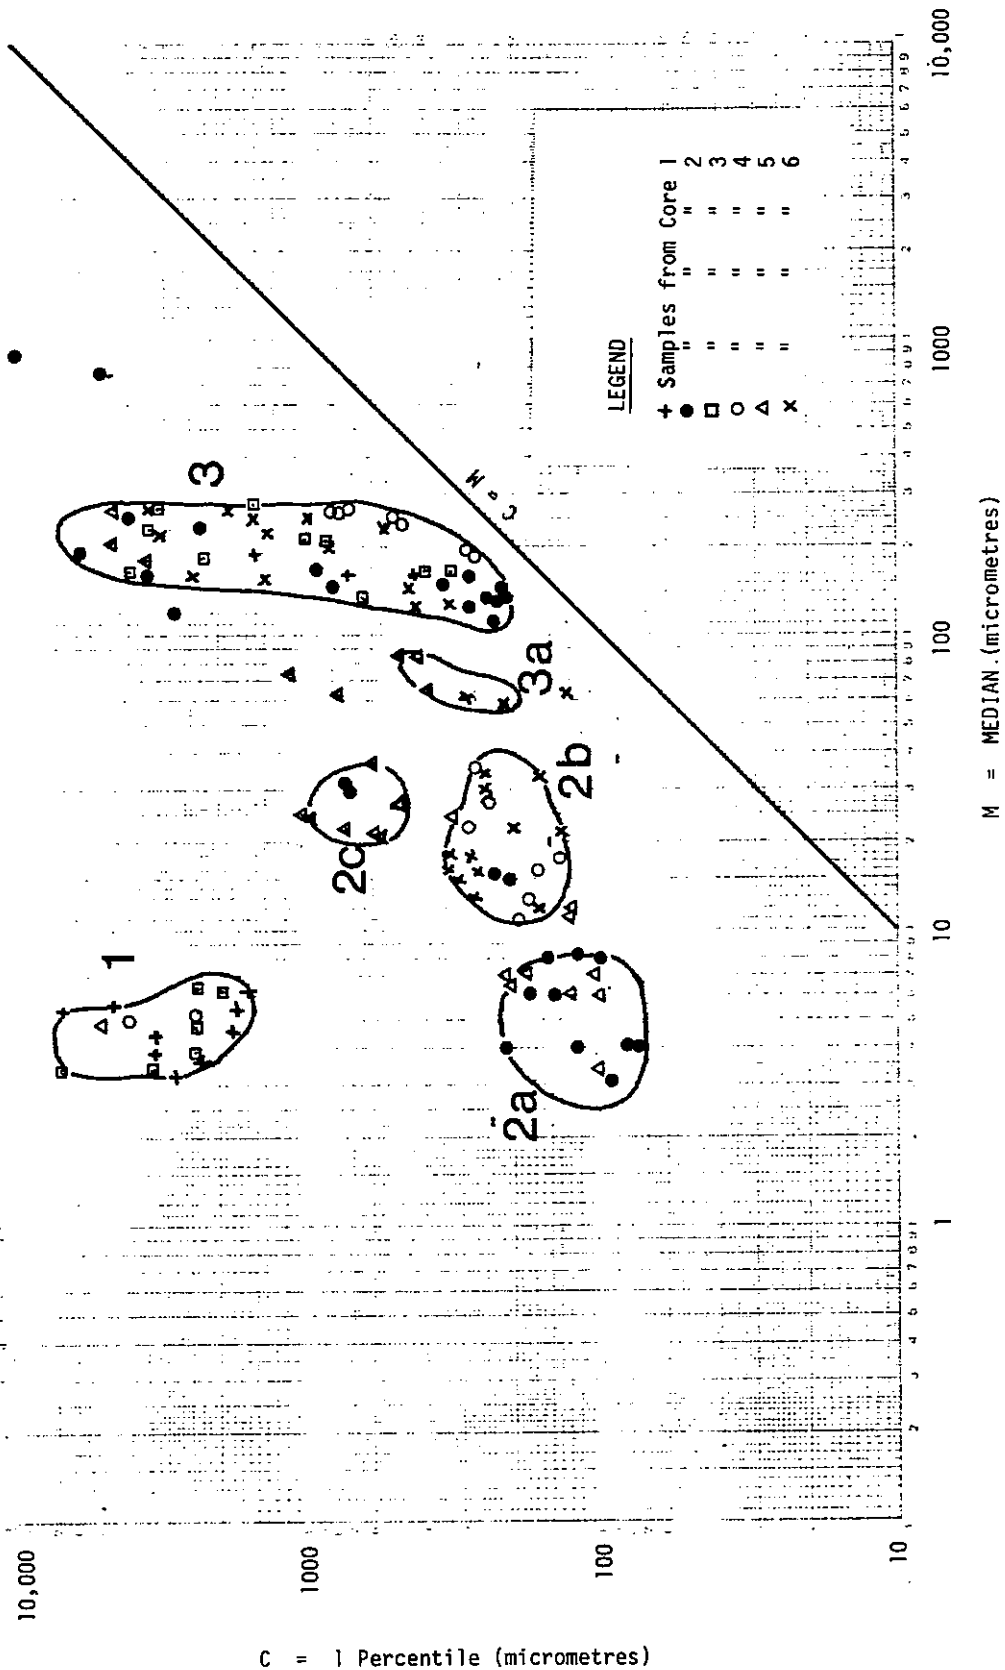 10,000
1000
100
10
C = 1 Percentile (micrometres)
1
10
100
1000
10,000
M = MEDIAN (micrometres)
1
2a
2b
2c
3
3a
C = M
LEGEND
+ Samples from Core 1
● " " " 2
□ " " " 3
○ " " " 4
△ " " " 5
× " " " 6